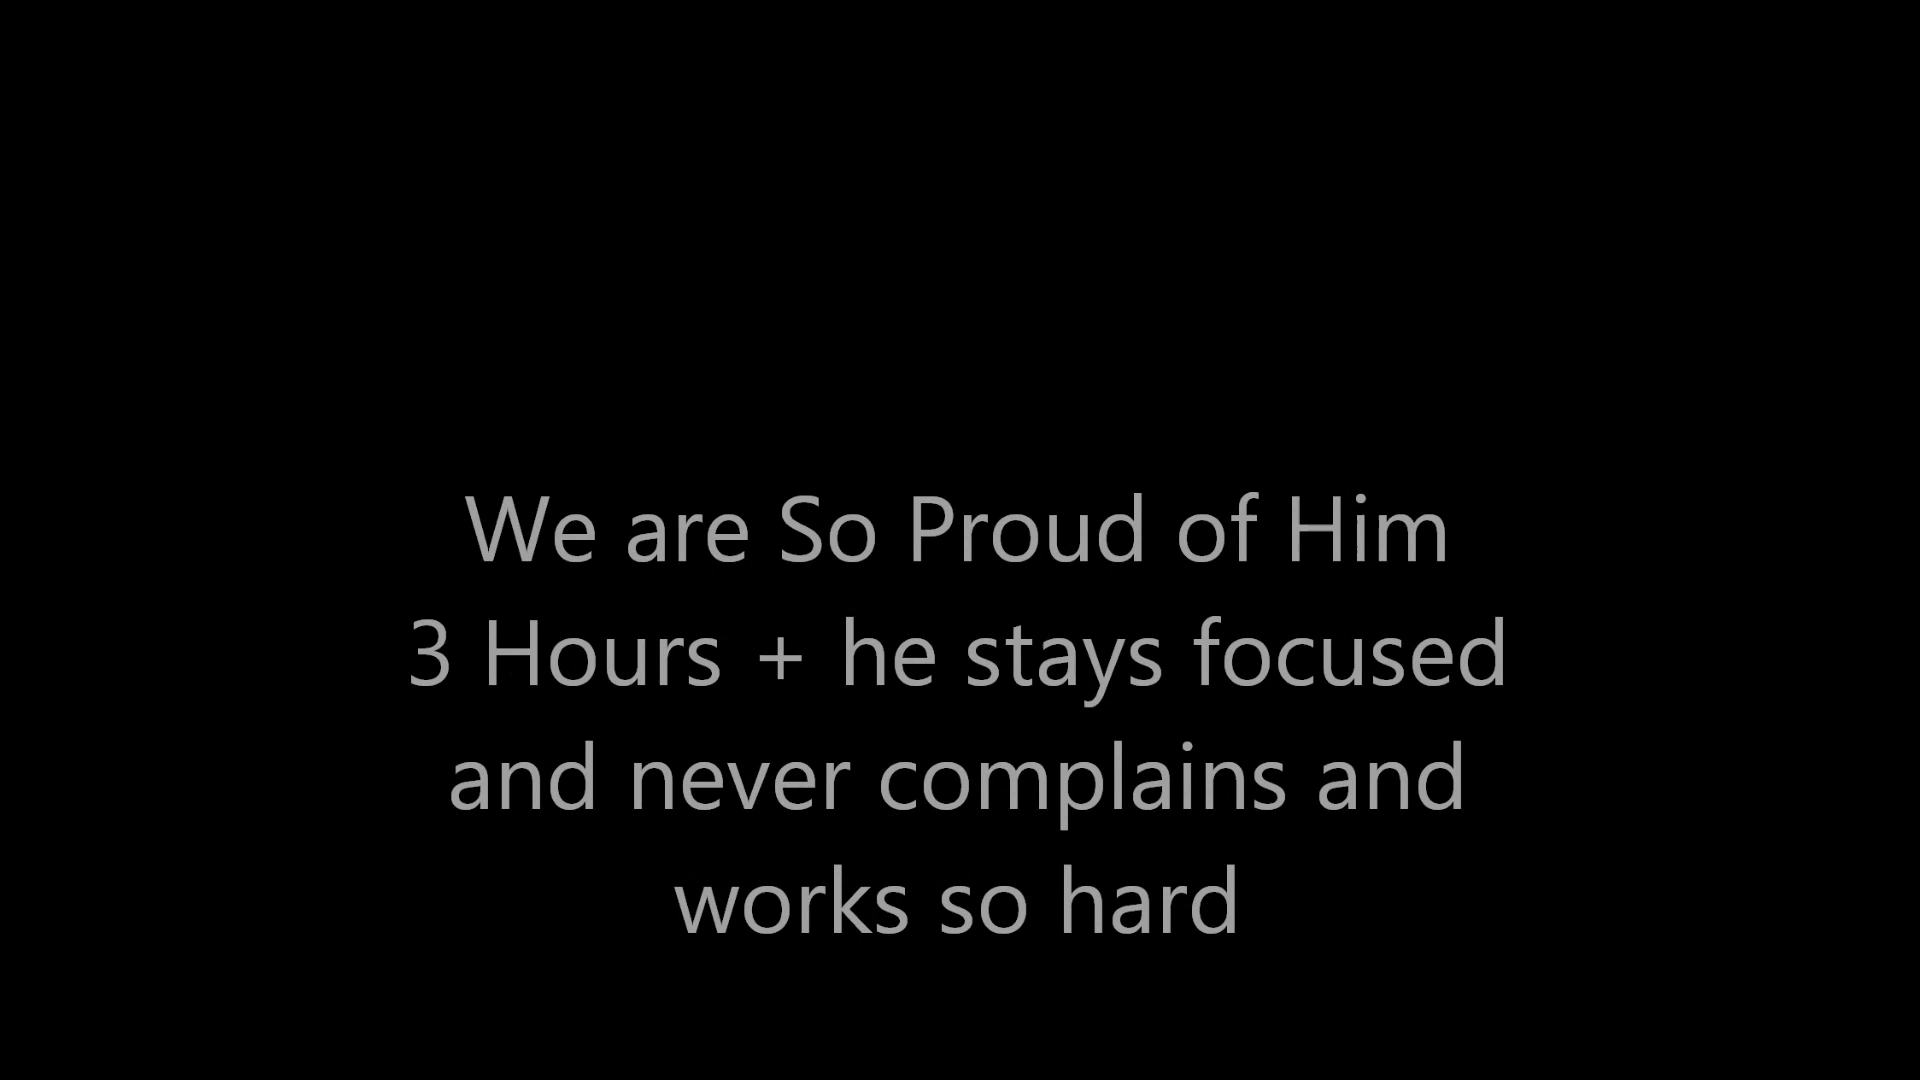 We are So Proud of Him
3 Hours + he stays focused
and never complains and
works so hard